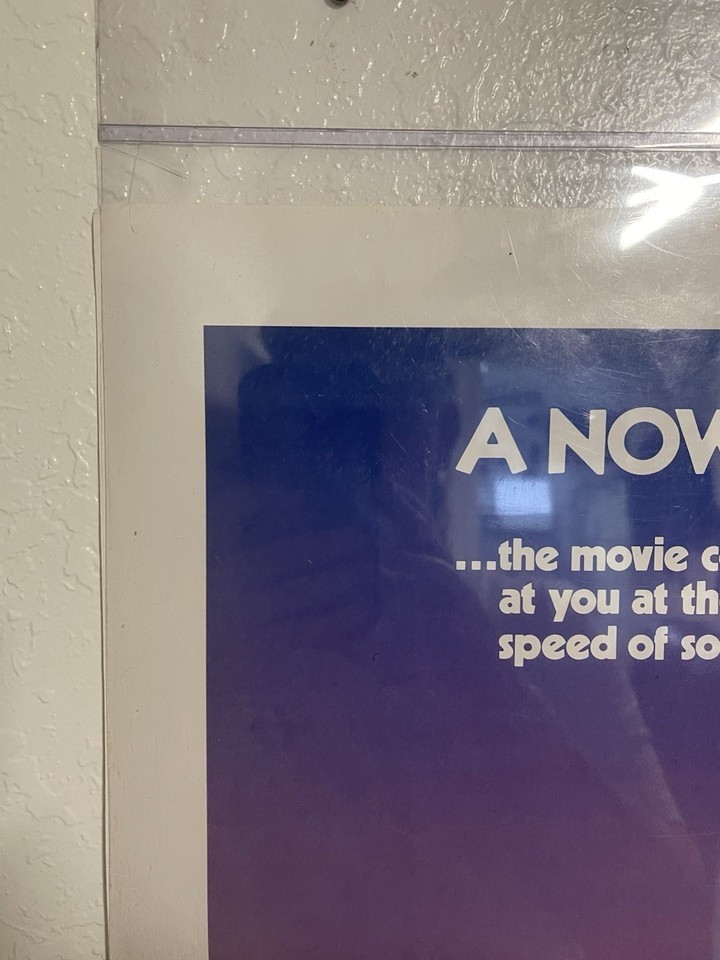 A NOW
...the movie c
at you at th
speed of so